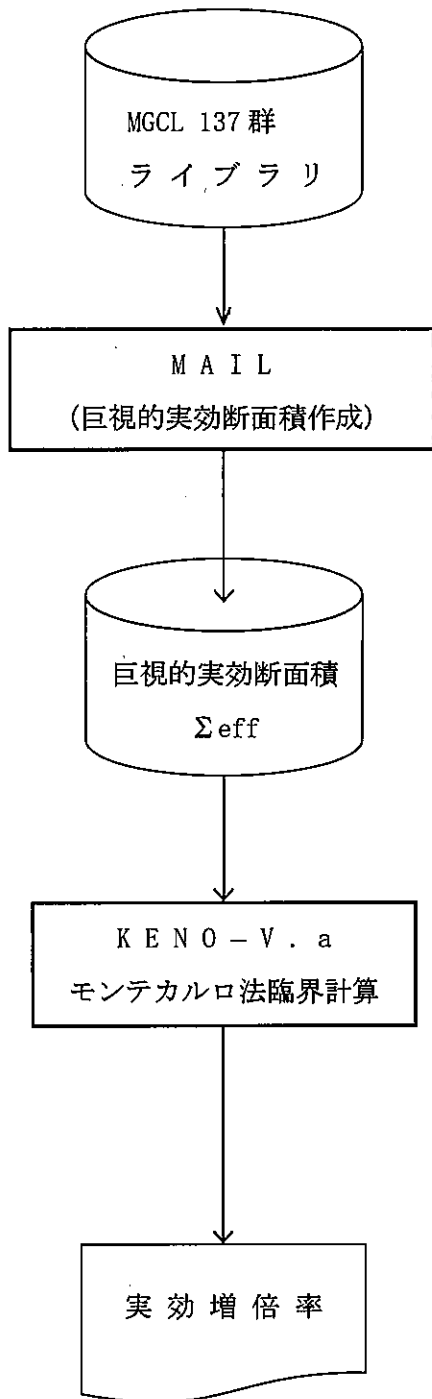 MGCL 137群
ライブラリ
MAIL
(巨視的実効断面積作成)
巨視的実効断面積
Σeff
KENO－V.a
モンテカルロ法臨界計算
実効増倍率